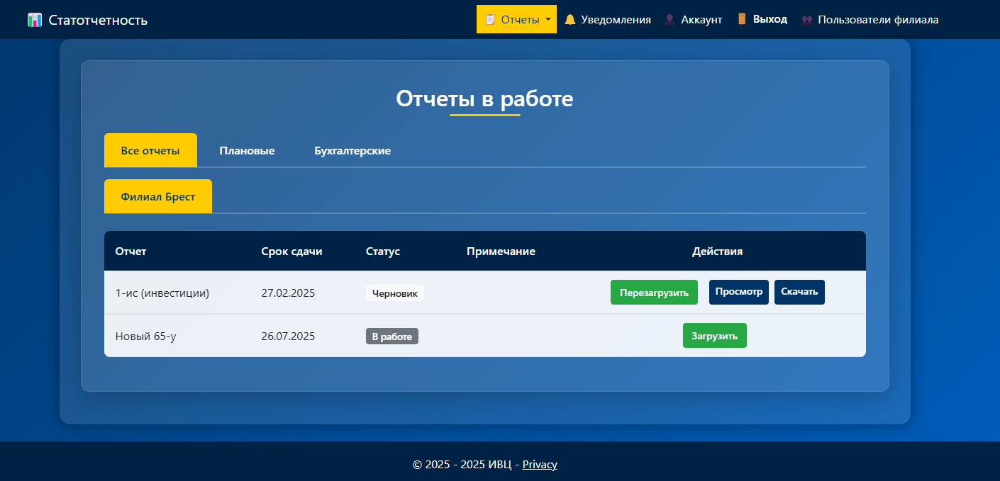 Статотчетность
Отчеты
Уведомления
Аккаунт
Выход
Пользователи филиала
Отчеты в работе
Все отчеты
Плановые
Бухгалтерские
Филиал Брест
Отчет Срок сдачи Статус Примечание Действия
1-ис (инвестиции) 27.02.2025 Черновик Перезагрузить Просмотр Скачать
Новый 65-у 26.07.2025 В работе Загрузить
© 2025 - 2025 ИВЦ - Privacy